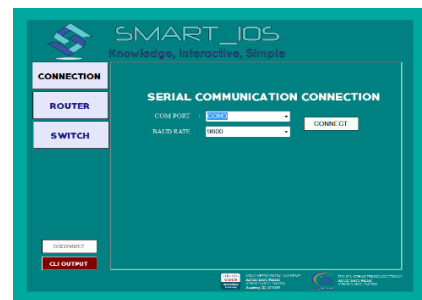 SMART_IOS
Knowledge, Interactive, Simple
CONNECTION
ROUTER
SWITCH
SERIAL COMMUNICATION CONNECTION
COM PORT :
BAUD RATE 9600
CONNECT
DISCONNECT
CLI OUTPUT
CISCO